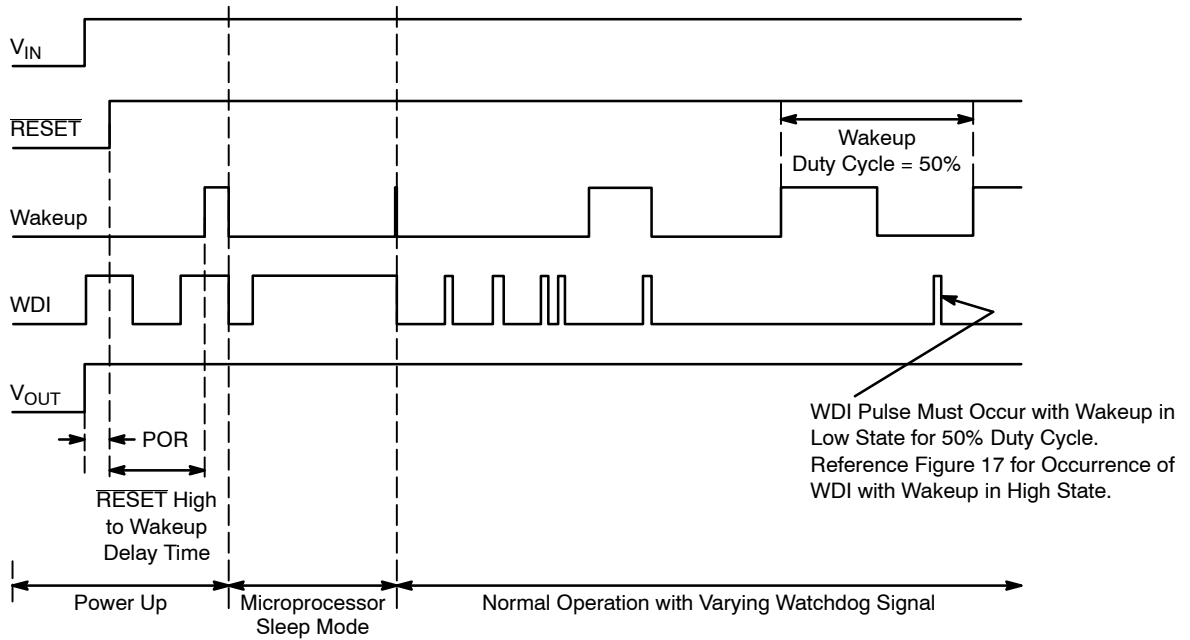 VIN
RESET
Wakeup
Duty Cycle = 50%
Wakeup
WDI
VOUT
POR
WDI Pulse Must Occur with Wakeup in
Low State for 50% Duty Cycle.
Reference Figure 17 for Occurrence of
WDI with Wakeup in High State.
RESET High
to Wakeup
Delay Time
Power Up
Microprocessor
Sleep Mode
Normal Operation with Varying Watchdog Signal